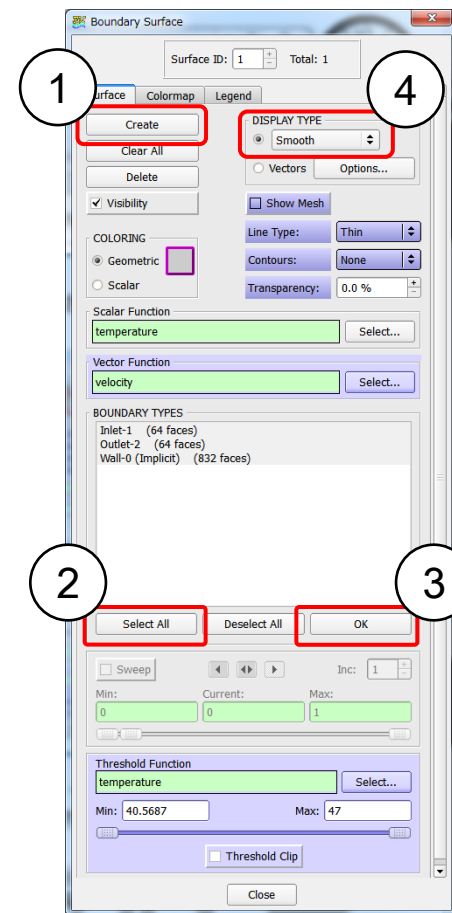 Boundary Surface
Surface ID: 1 Total: 1
1
urface Colormap Legend
4
Create
DISPLAY TYPE
Smooth
Clear All
Vectors Options...
Delete
Visibility
Show Mesh
Line Type: Thin
COLORING
Geometric
Contours: None
Scalar
Transparency: 0.0 %
Scalar Function
temperature Select...
Vector Function
velocity Select...
BOUNDARY TYPES
Inlet-1 (64 faces)
Outlet-2 (64 faces)
Wall-0 (Implicit) (832 faces)
2
3
Select All Deselect All OK
Sweep Inc: 1
Min: Current: Max:
0 0 1
Threshold Function
temperature Select...
Min: 40.5687 Max: 47
Threshold Clip
Close